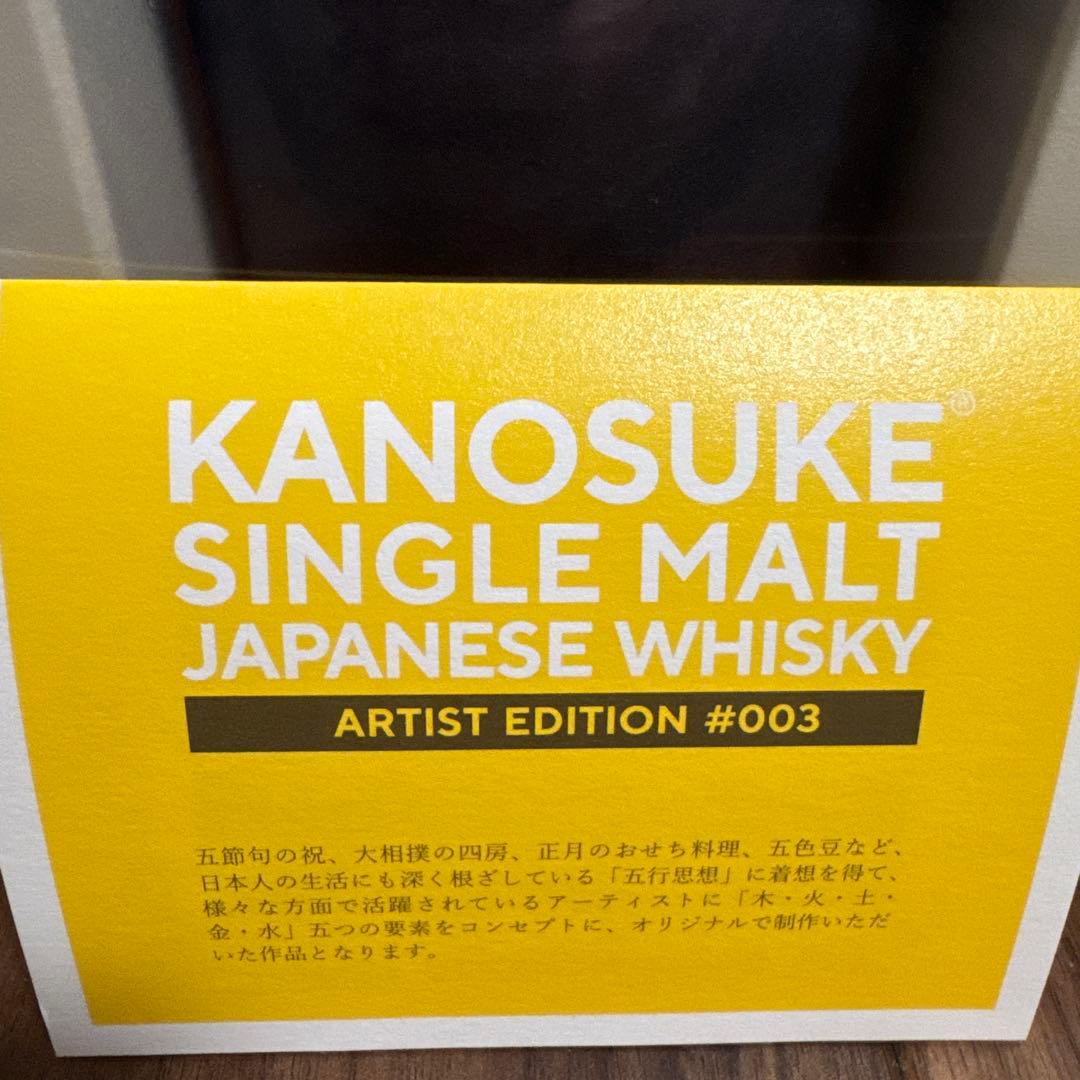 KANOSUKE®
SINGLE MALT
JAPANESE WHISKY
ARTIST EDITION #003
五節句の祝、大相撲の四房、正月のおせち料理、五色豆など、
日本人の生活にも深く根ざしている「五行思想」に着想を得て、
様々な方面で活躍されているアーティストに「木・火・土・
金・水」五つの要素をコンセプトに、オリジナルで制作いただ
いた作品となります。